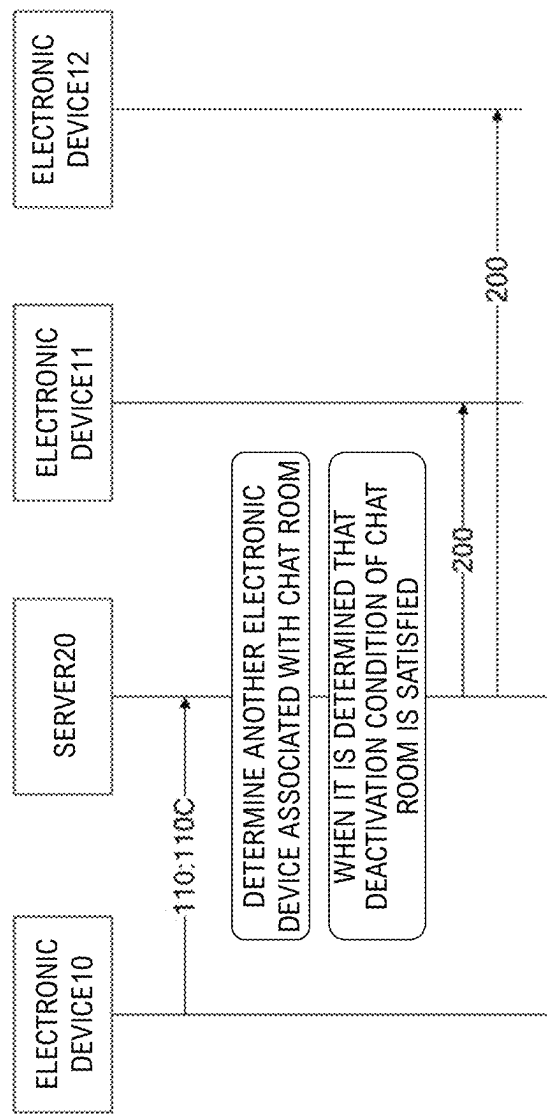 ELECTRONIC
DEVICE10
SERVER20
ELECTRONIC
DEVICE11
ELECTRONIC
DEVICE12
110:110C
DETERMINE ANOTHER ELECTRONIC
DEVICE ASSOCIATED WITH CHAT ROOM
WHEN IT IS DETERMINED THAT
DEACTIVATION CONDITION OF CHAT
ROOM IS SATISFIED
200
200